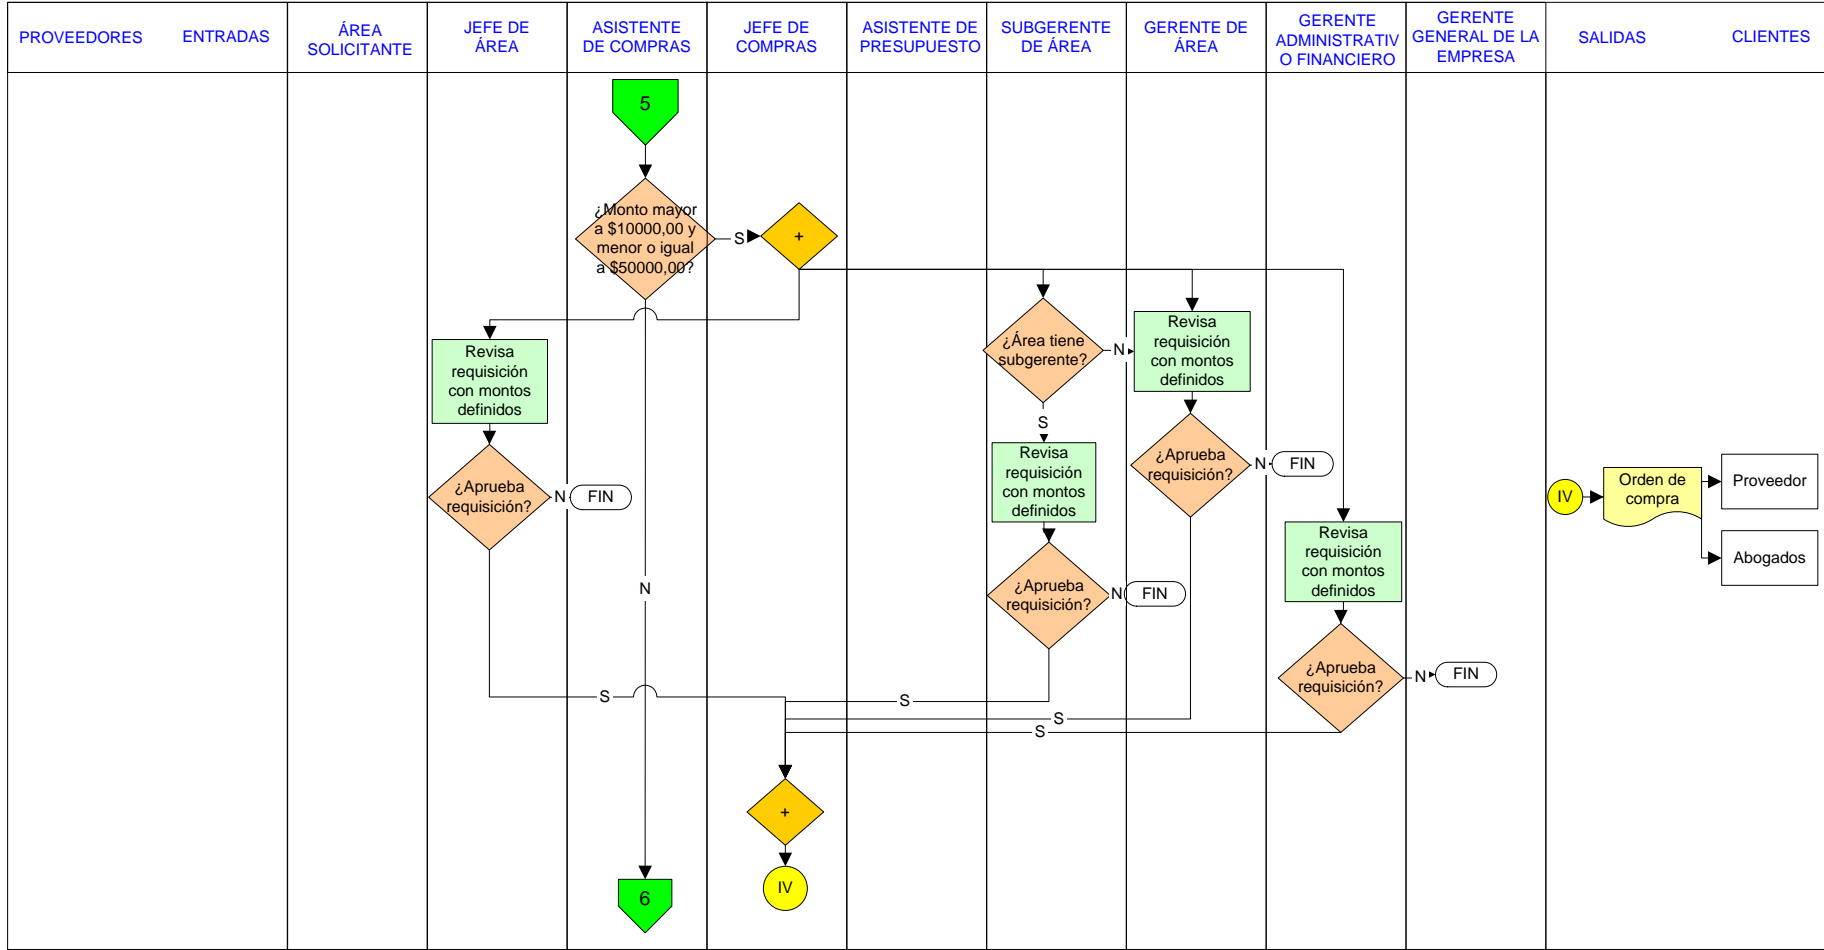 PROVEEDORES
ENTRADAS
ÁREA
SOLICITANTE
JEFE DE
ÁREA
ASISTENTE
DE COMPRAS
JEFE DE
COMPRAS
ASISTENTE DE
PRESUPUESTO
SUBGERENTE
DE ÁREA
GERENTE DE
ÁREA
GERENTE
ADMINISTRATIV
O FINANCIERO
GERENTE
GENERAL DE LA
EMPRESA
SALIDAS
CLIENTES
5
¿Monto mayor
a $10000,00 y
menor o igual
a $50000,00?
S
+
Revisa
requisición
con montos
definidos
¿Aprueba
requisición?
N
FIN
S
N
¿Área tiene
subgerente?
N
S
Revisa
requisición
con montos
definidos
¿Aprueba
requisición?
N
FIN
S
Revisa
requisición
con montos
definidos
¿Aprueba
requisición?
N
FIN
S
Revisa
requisición
con montos
definidos
¿Aprueba
requisición?
N
FIN
S
+
IV
6
IV
Orden de
compra
Proveedor
Abogados